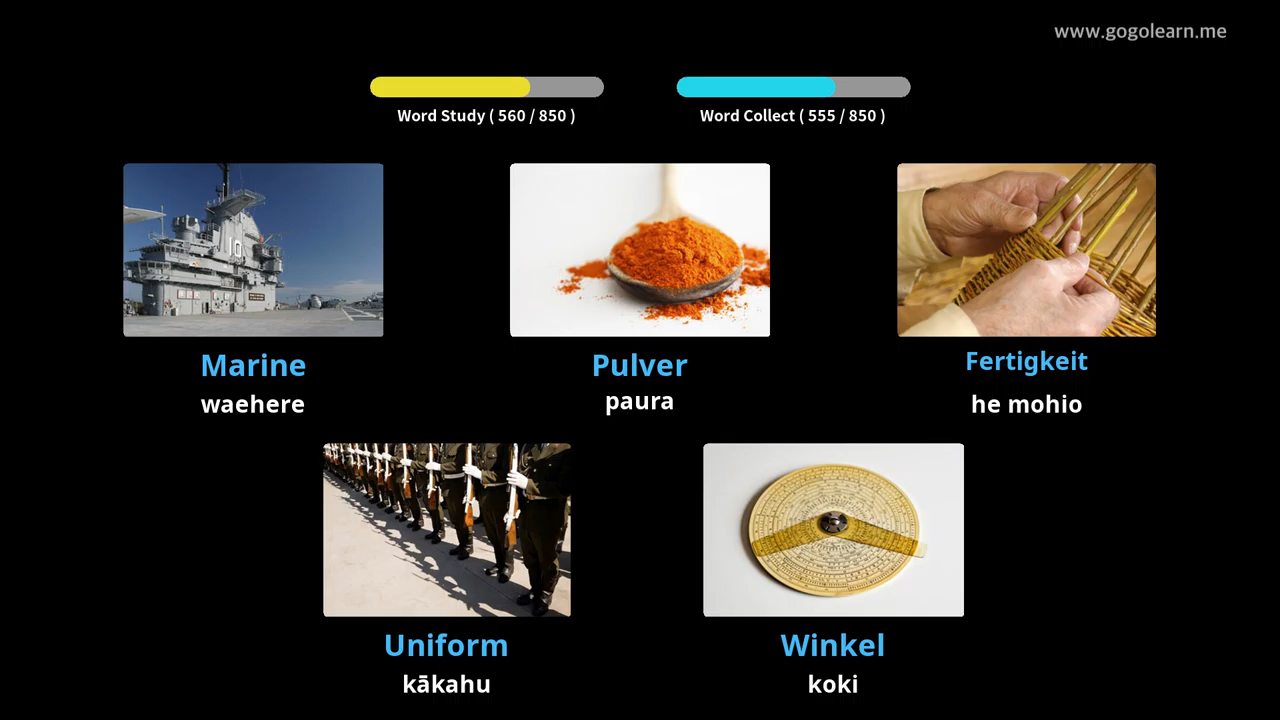 www.gogolearn.me
Word Study ( 560 / 850 )
Word Collect ( 555 / 850 )
Marine
waehere
Pulver
paura
Fertigkeit
he mohio
Uniform
kākahu
Winkel
koki